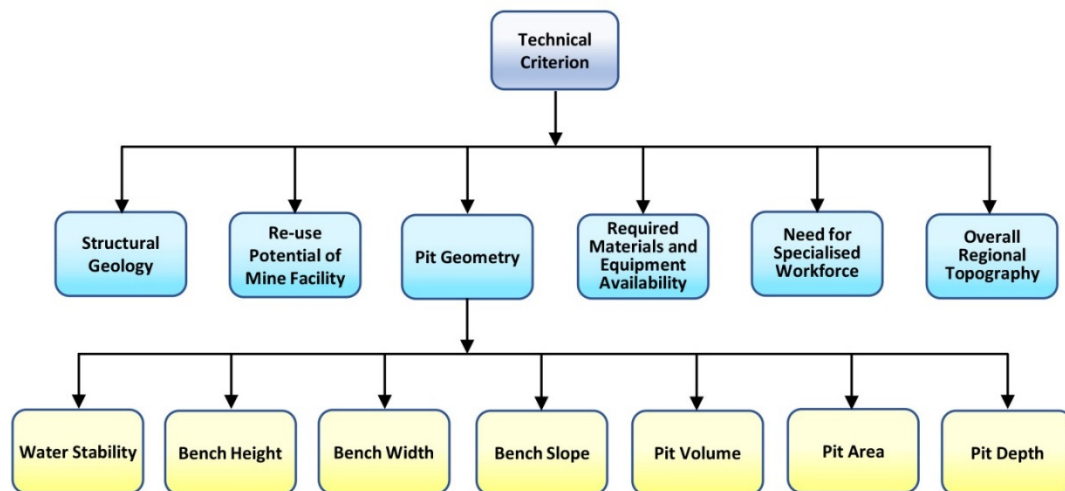 Technical
Criterion
Structural
Geology
Re-use
Potential of
Mine Facility
Pit Geometry
Required
Materials and
Equipment
Availability
Need for
Specialised
Workforce
Overall
Regional
Topography
Water Stability
Bench Height
Bench Width
Bench Slope
Pit Volume
Pit Area
Pit Depth